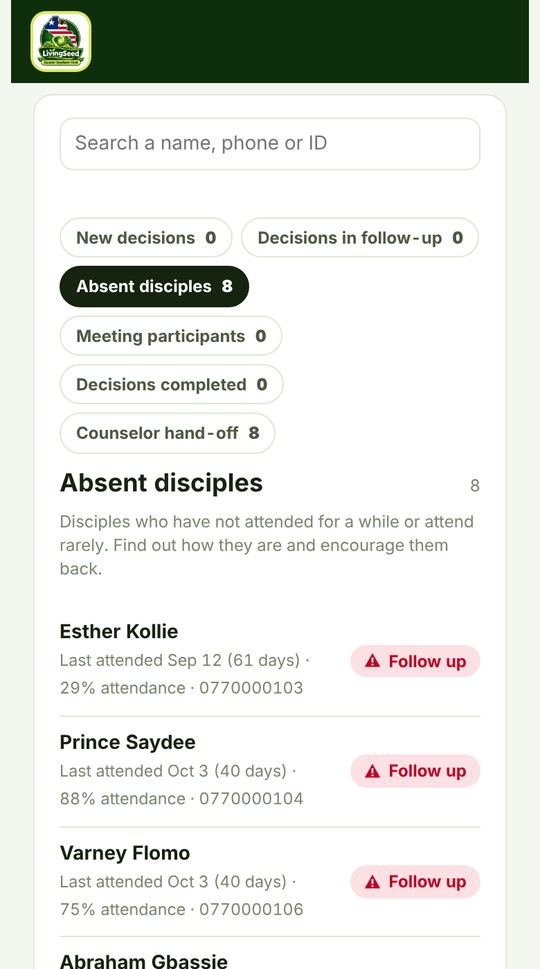 LivingSeed
Search a name, phone or ID
New decisions 0
Decisions in follow-up 0
Absent disciples 8
Meeting participants 0
Decisions completed 0
Counselor hand-off 8
Absent disciples
8
Disciples who have not attended for a while or attend
rarely. Find out how they are and encourage them
back.
Esther Kollie
Last attended Sep 12 (61 days) ·
29% attendance · 0770000103
Follow up
Prince Saydee
Last attended Oct 3 (40 days) ·
88% attendance · 0770000104
Follow up
Varney Flomo
Last attended Oct 3 (40 days) ·
75% attendance · 0770000106
Follow up
Abraham Gbassie